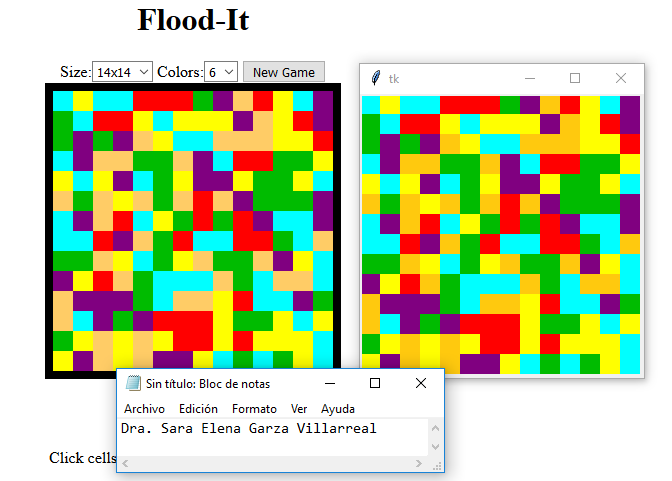 Flood-It
Size: 14x14 Colors: 6 New Game
tk
Sin título: Bloc de notas
Archivo Edición Formato Ver Ayuda
Dra. Sara Elena Garza Villarreal
Click cells